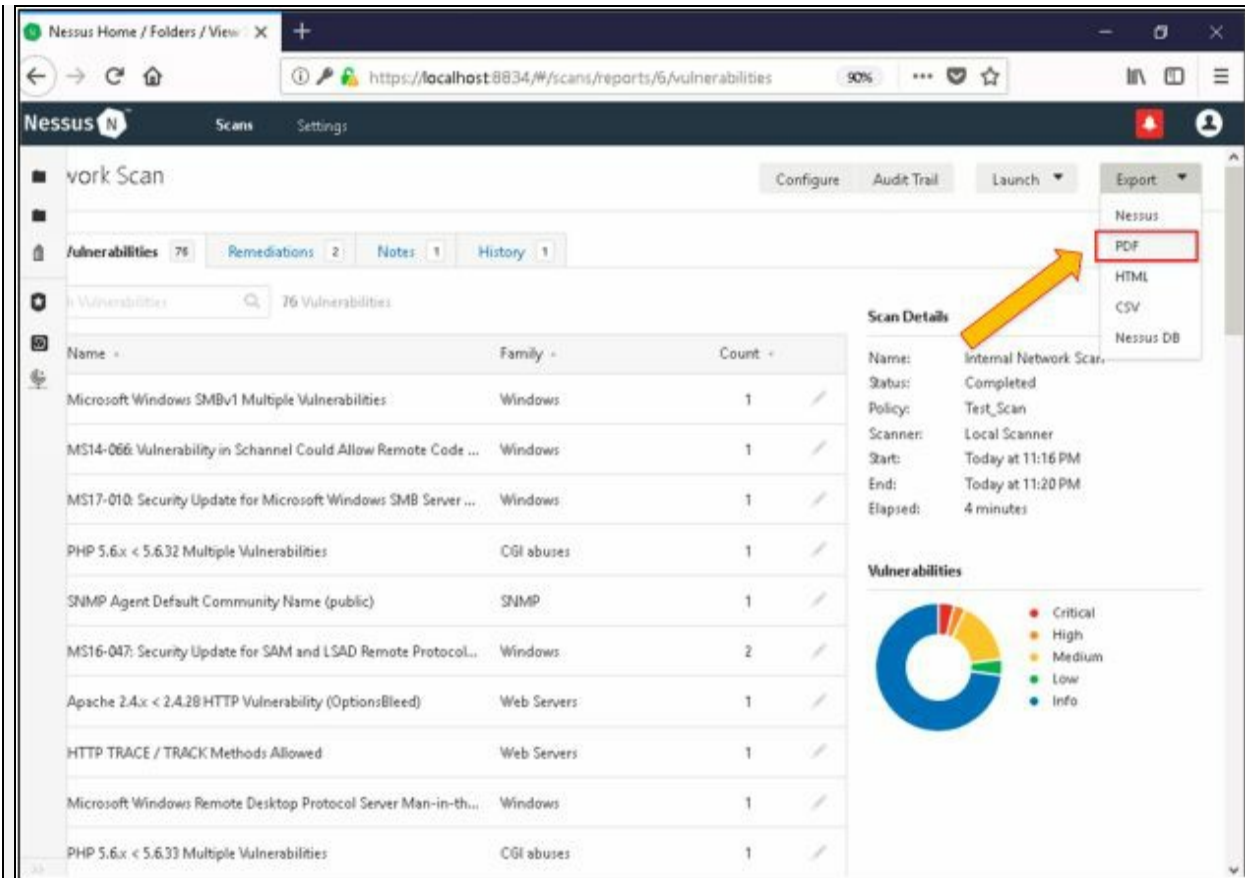 Nessus Home / Folders / View
https://localhost:8834/#/scans/reports/6/vulnerabilities 90%
Nessus N Scans Settings
work Scan Configure Audit Trail Launch Export
Nessus
PDF
HTML
CSV
Nessus DB
Vulnerabilities 76 Remediations 2 Notes 1 History 1
Vulnerabilities 76 Vulnerabilities
Name Family Count
Microsoft Windows SMBv1 Multiple Vulnerabilities Windows 1
MS14-066: Vulnerability in Schannel Could Allow Remote Code ... Windows 1
MS17-010: Security Update for Microsoft Windows SMB Server ... Windows 1
PHP 5.6.x < 5.6.32 Multiple Vulnerabilities CGI abuses 1
SNMP Agent Default Community Name (public) SNMP 1
MS16-047: Security Update for SAM and LSAD Remote Protocol... Windows 2
Apache 2.4.x < 2.4.28 HTTP Vulnerability (OptionsBleed) Web Servers 1
HTTP TRACE / TRACK Methods Allowed Web Servers 1
Microsoft Windows Remote Desktop Protocol Server Man-in-th... Windows 1
PHP 5.6.x < 5.6.33 Multiple Vulnerabilities CGI abuses 1
Scan Details
Name: Internal Network Scan
Status: Completed
Policy: Test_Scan
Scanner: Local Scanner
Start: Today at 11:16 PM
End: Today at 11:20 PM
Elapsed: 4 minutes
Vulnerabilities
Critical
High
Medium
Low
Info